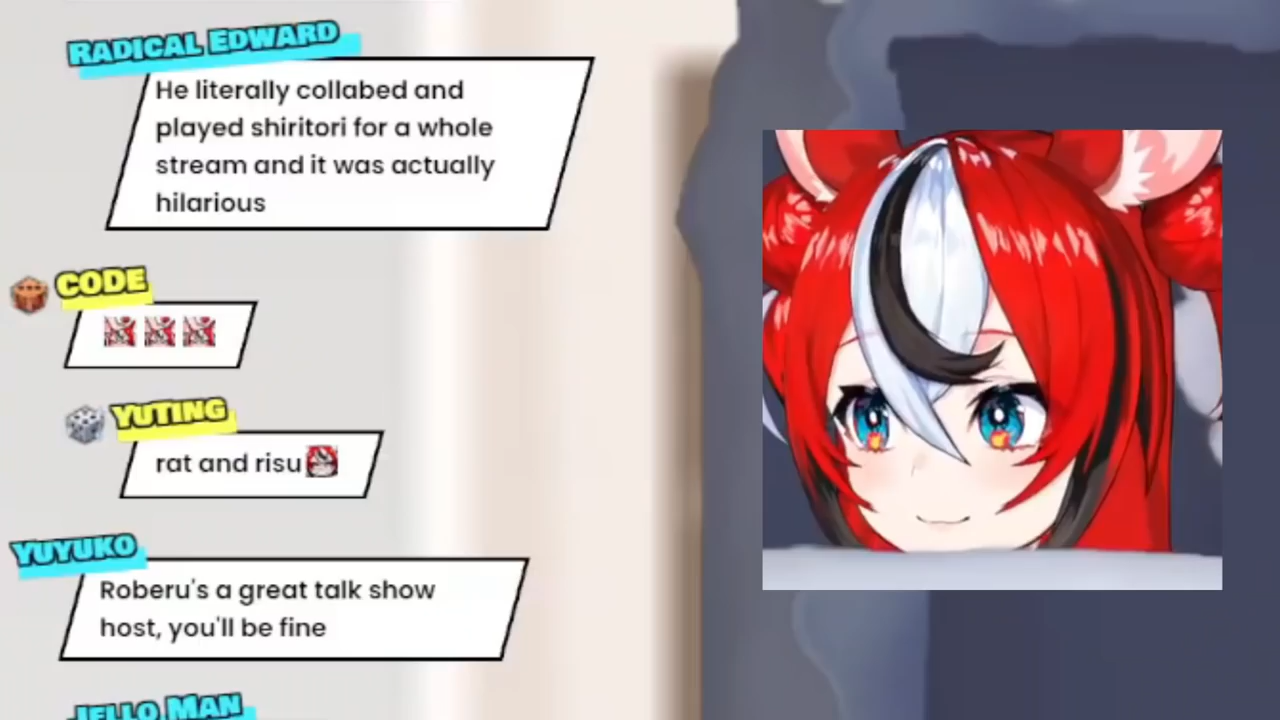 RADICAL EDWARD
He literally collabed and
played shiritori for a whole
stream and it was actually
hilarious
CODE
YUTING
rat and risu
YUYUKO
Roberu's a great talk show
host, you'll be fine
JELLO MAN